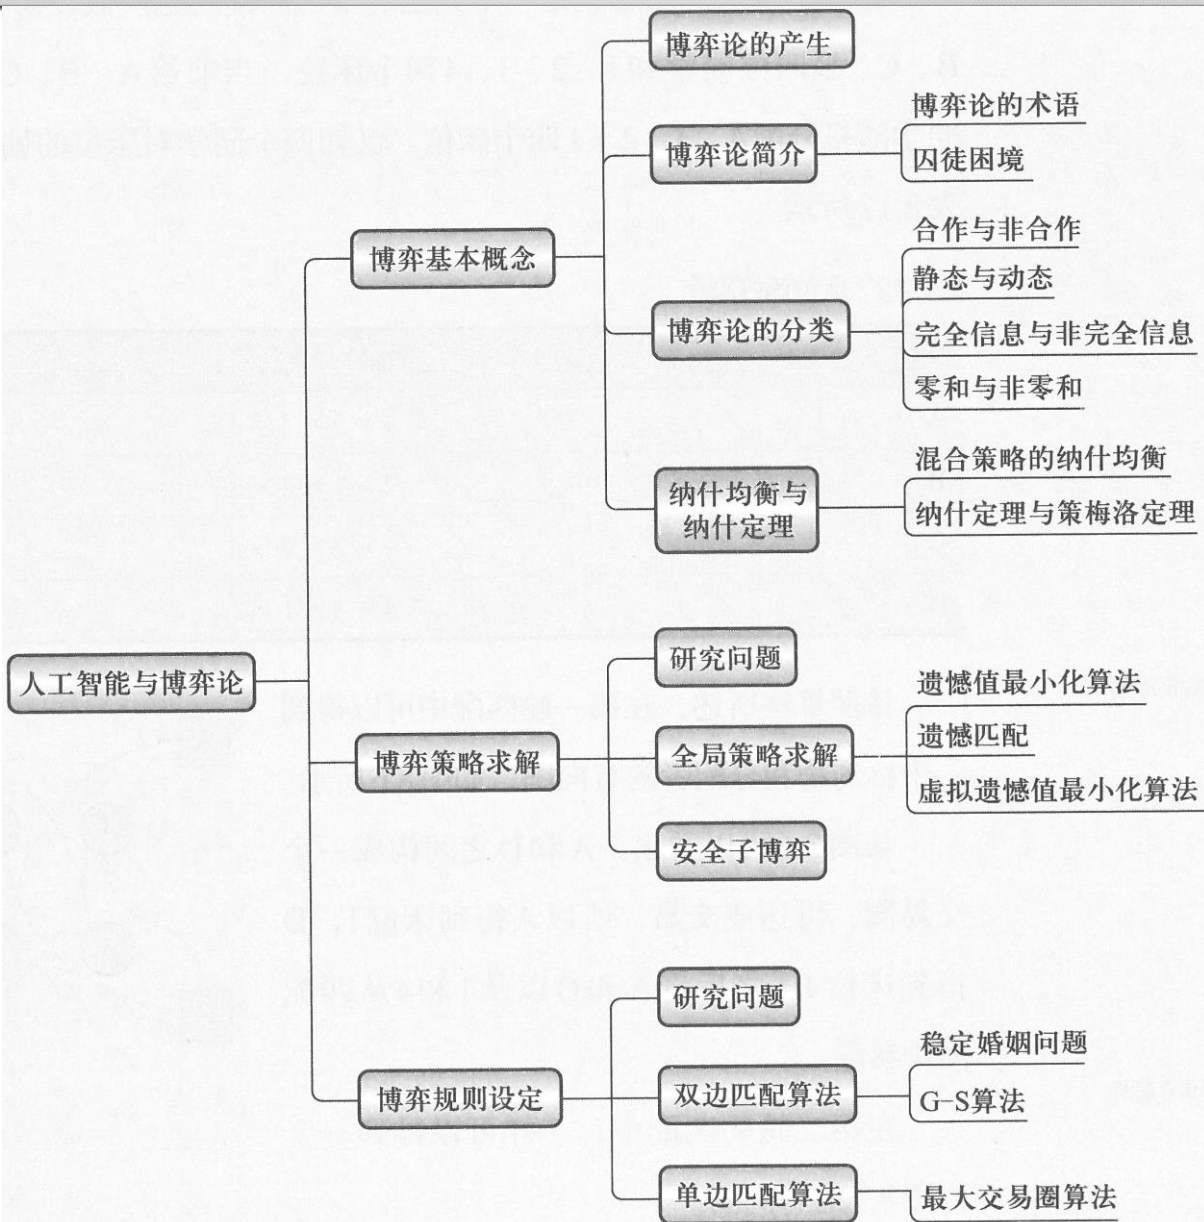 博弈论的产生
博弈论的术语
博弈论简介
囚徒困境
合作与非合作
博弈基本概念
静态与动态
博弈论的分类
完全信息与非完全信息
零和与非零和
混合策略的纳什均衡
纳什均衡与
纳什定理
纳什定理与策梅洛定理
研究问题
人工智能与博弈论
遗憾值最小化算法
博弈策略求解
全局策略求解
遗憾匹配
虚拟遗憾值最小化算法
安全子博弈
研究问题
稳定婚姻问题
博弈规则设定
双边匹配算法
G-S算法
单边匹配算法
最大交易圈算法